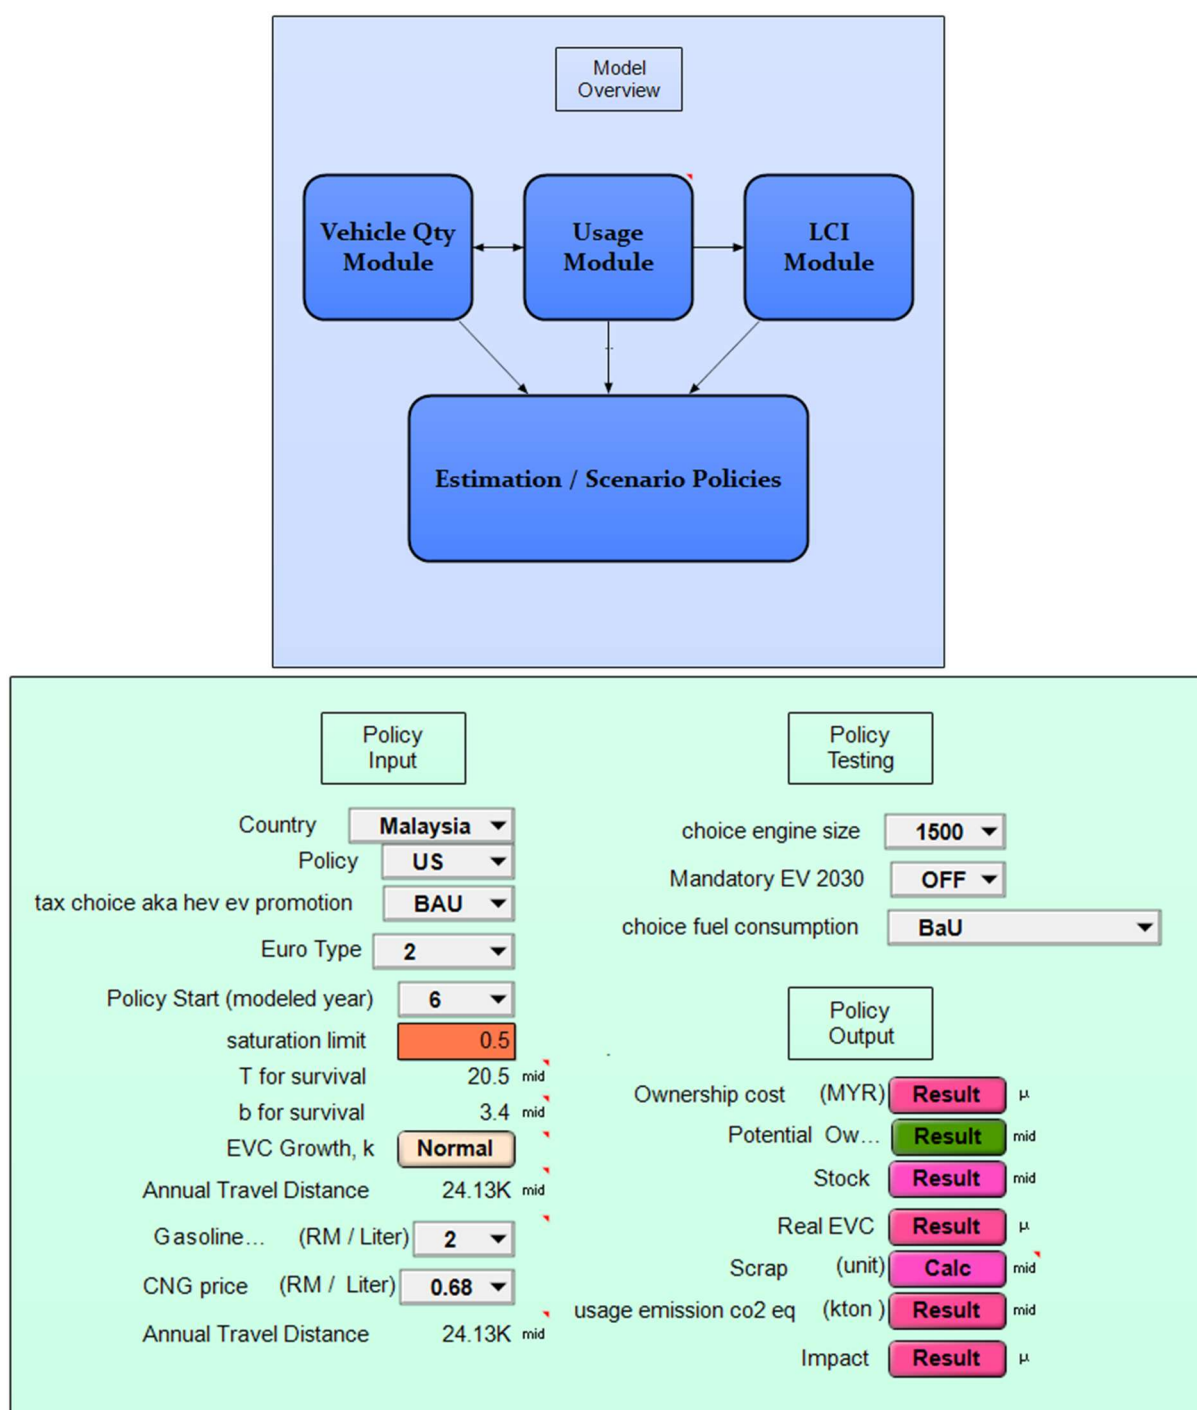 Model
Overview
Vehicle Qty
Module
Usage
Module
LCI
Module
Estimation / Scenario Policies
Policy
Input
Country Malaysia
Policy US
tax choice aka hev ev promotion BAU
Euro Type 2
Policy Start (modeled year) 6
saturation limit 0.5
T for survival 20.5 mid
b for survival 3.4 mid
EVC Growth, k Normal
Annual Travel Distance 24.13K mid
Gasoline... (RM / Liter) 2
CNG price (RM / Liter) 0.68
Annual Travel Distance 24.13K mid
Policy
Testing
choice engine size 1500
Mandatory EV 2030 OFF
choice fuel consumption BaU
Policy
Output
Ownership cost (MYR) Result μ
Potential Ow... Result mid
Stock Result mid
Real EVC Result μ
Scrap (unit) Calc mid
usage emission co2 eq (kton ) Result mid
Impact Result μ